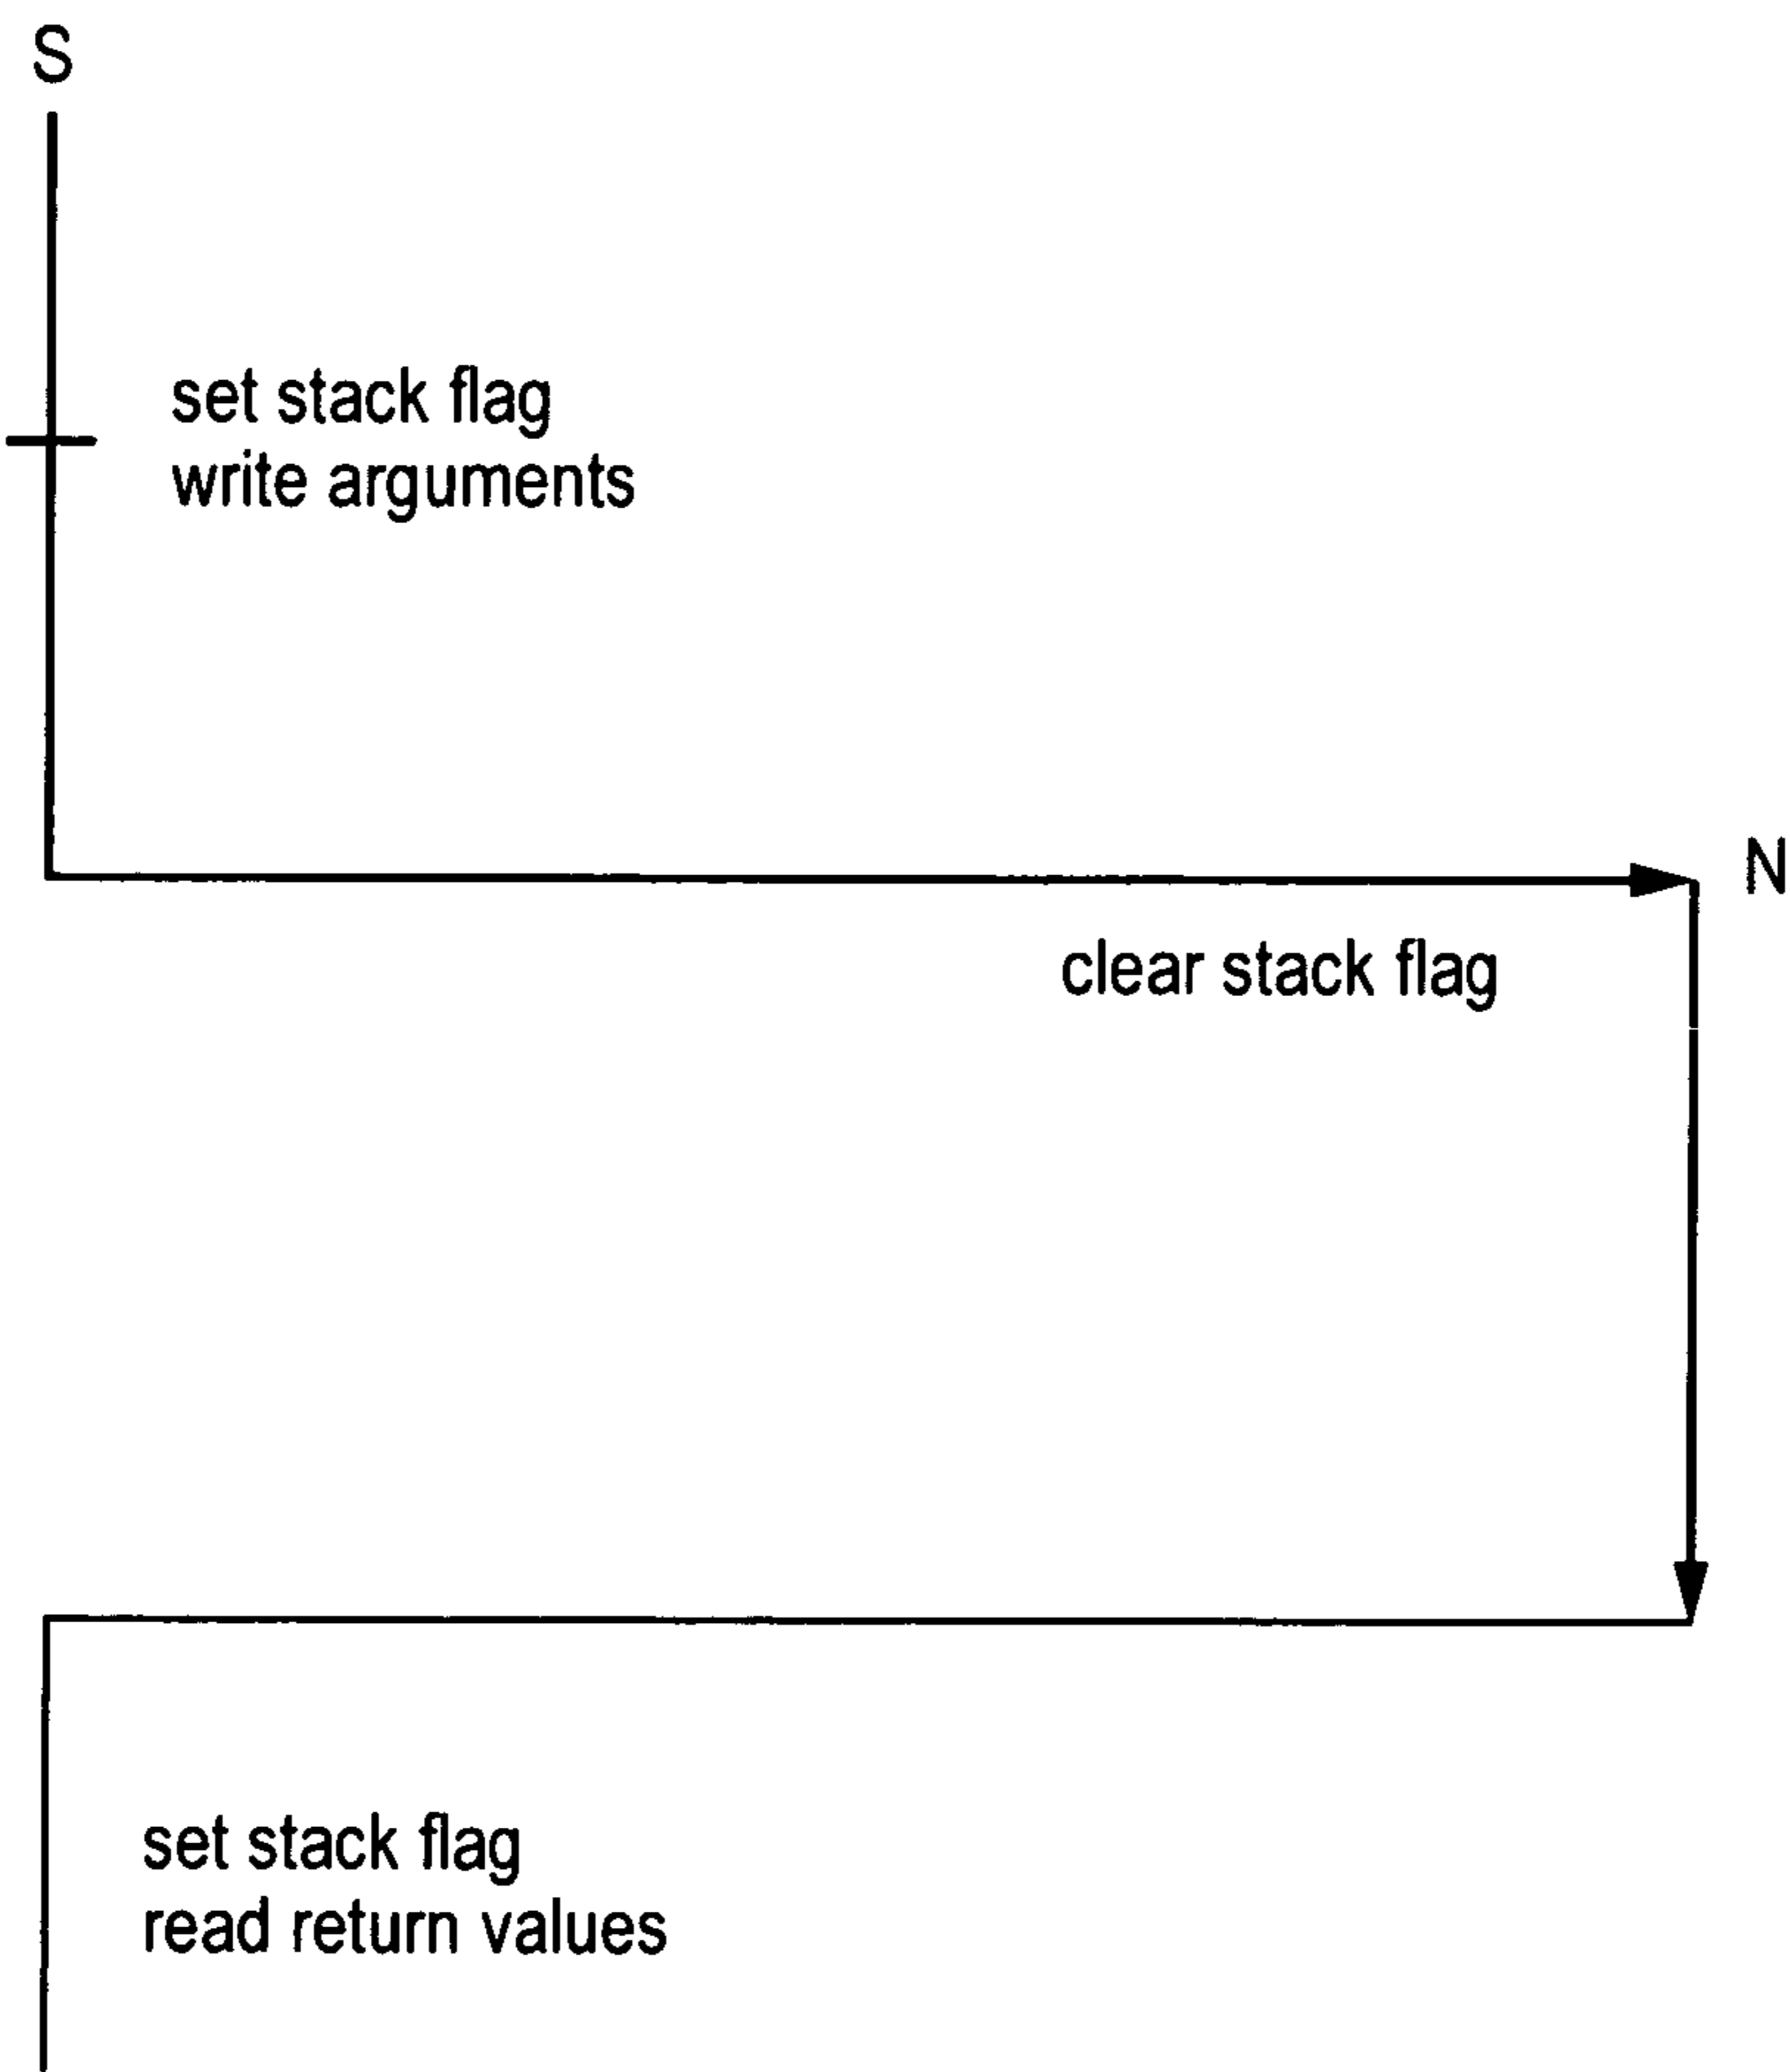 S
set stack flag
write arguments
N
clear stack flag
set stack flag
read return values